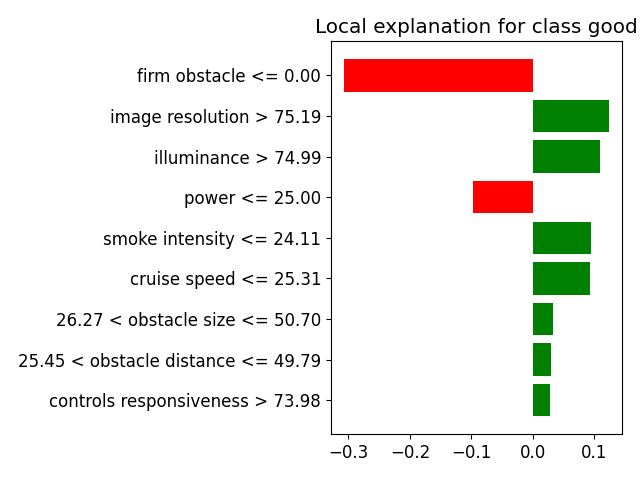 Local explanation for class good
firm obstacle <= 0.00
image resolution > 75.19
illuminance > 74.99
power <= 25.00
smoke intensity <= 24.11
cruise speed <= 25.31
26.27 < obstacle size <= 50.70
25.45 < obstacle distance <= 49.79
controls responsiveness > 73.98
−0.3 −0.2 −0.1 0.0 0.1